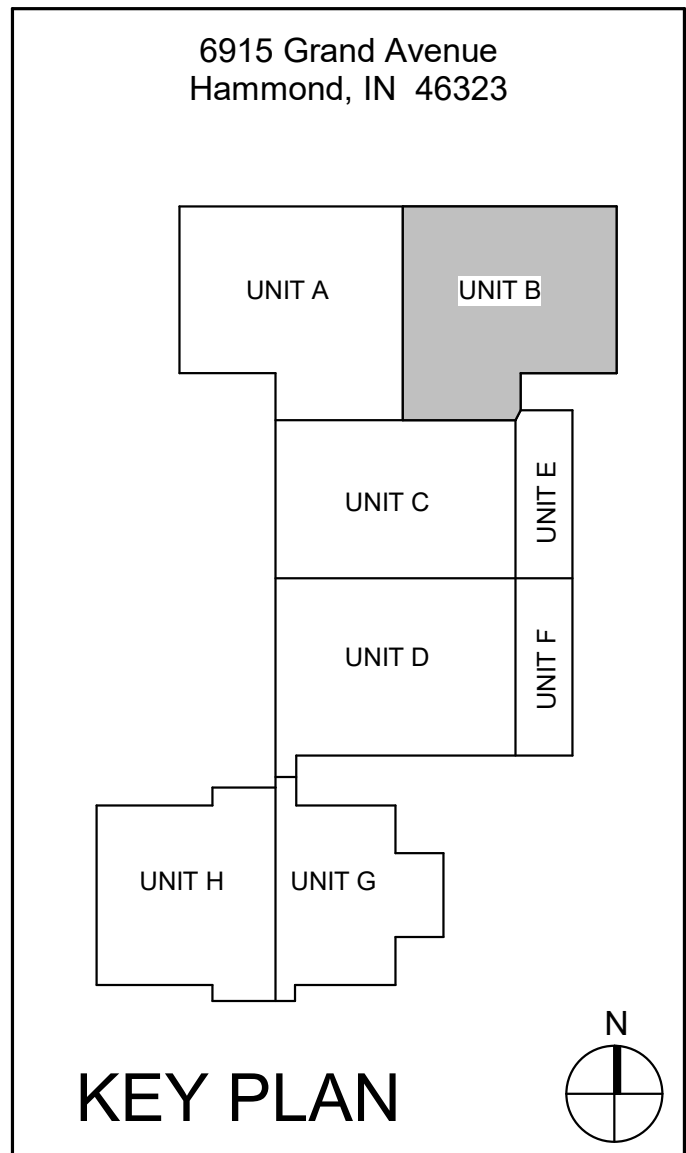 6915 Grand Avenue
Hammond, IN  46323
UNIT A
UNIT B
UNIT C
UNIT E
UNIT D
UNIT F
UNIT H
UNIT G
N
KEY PLAN